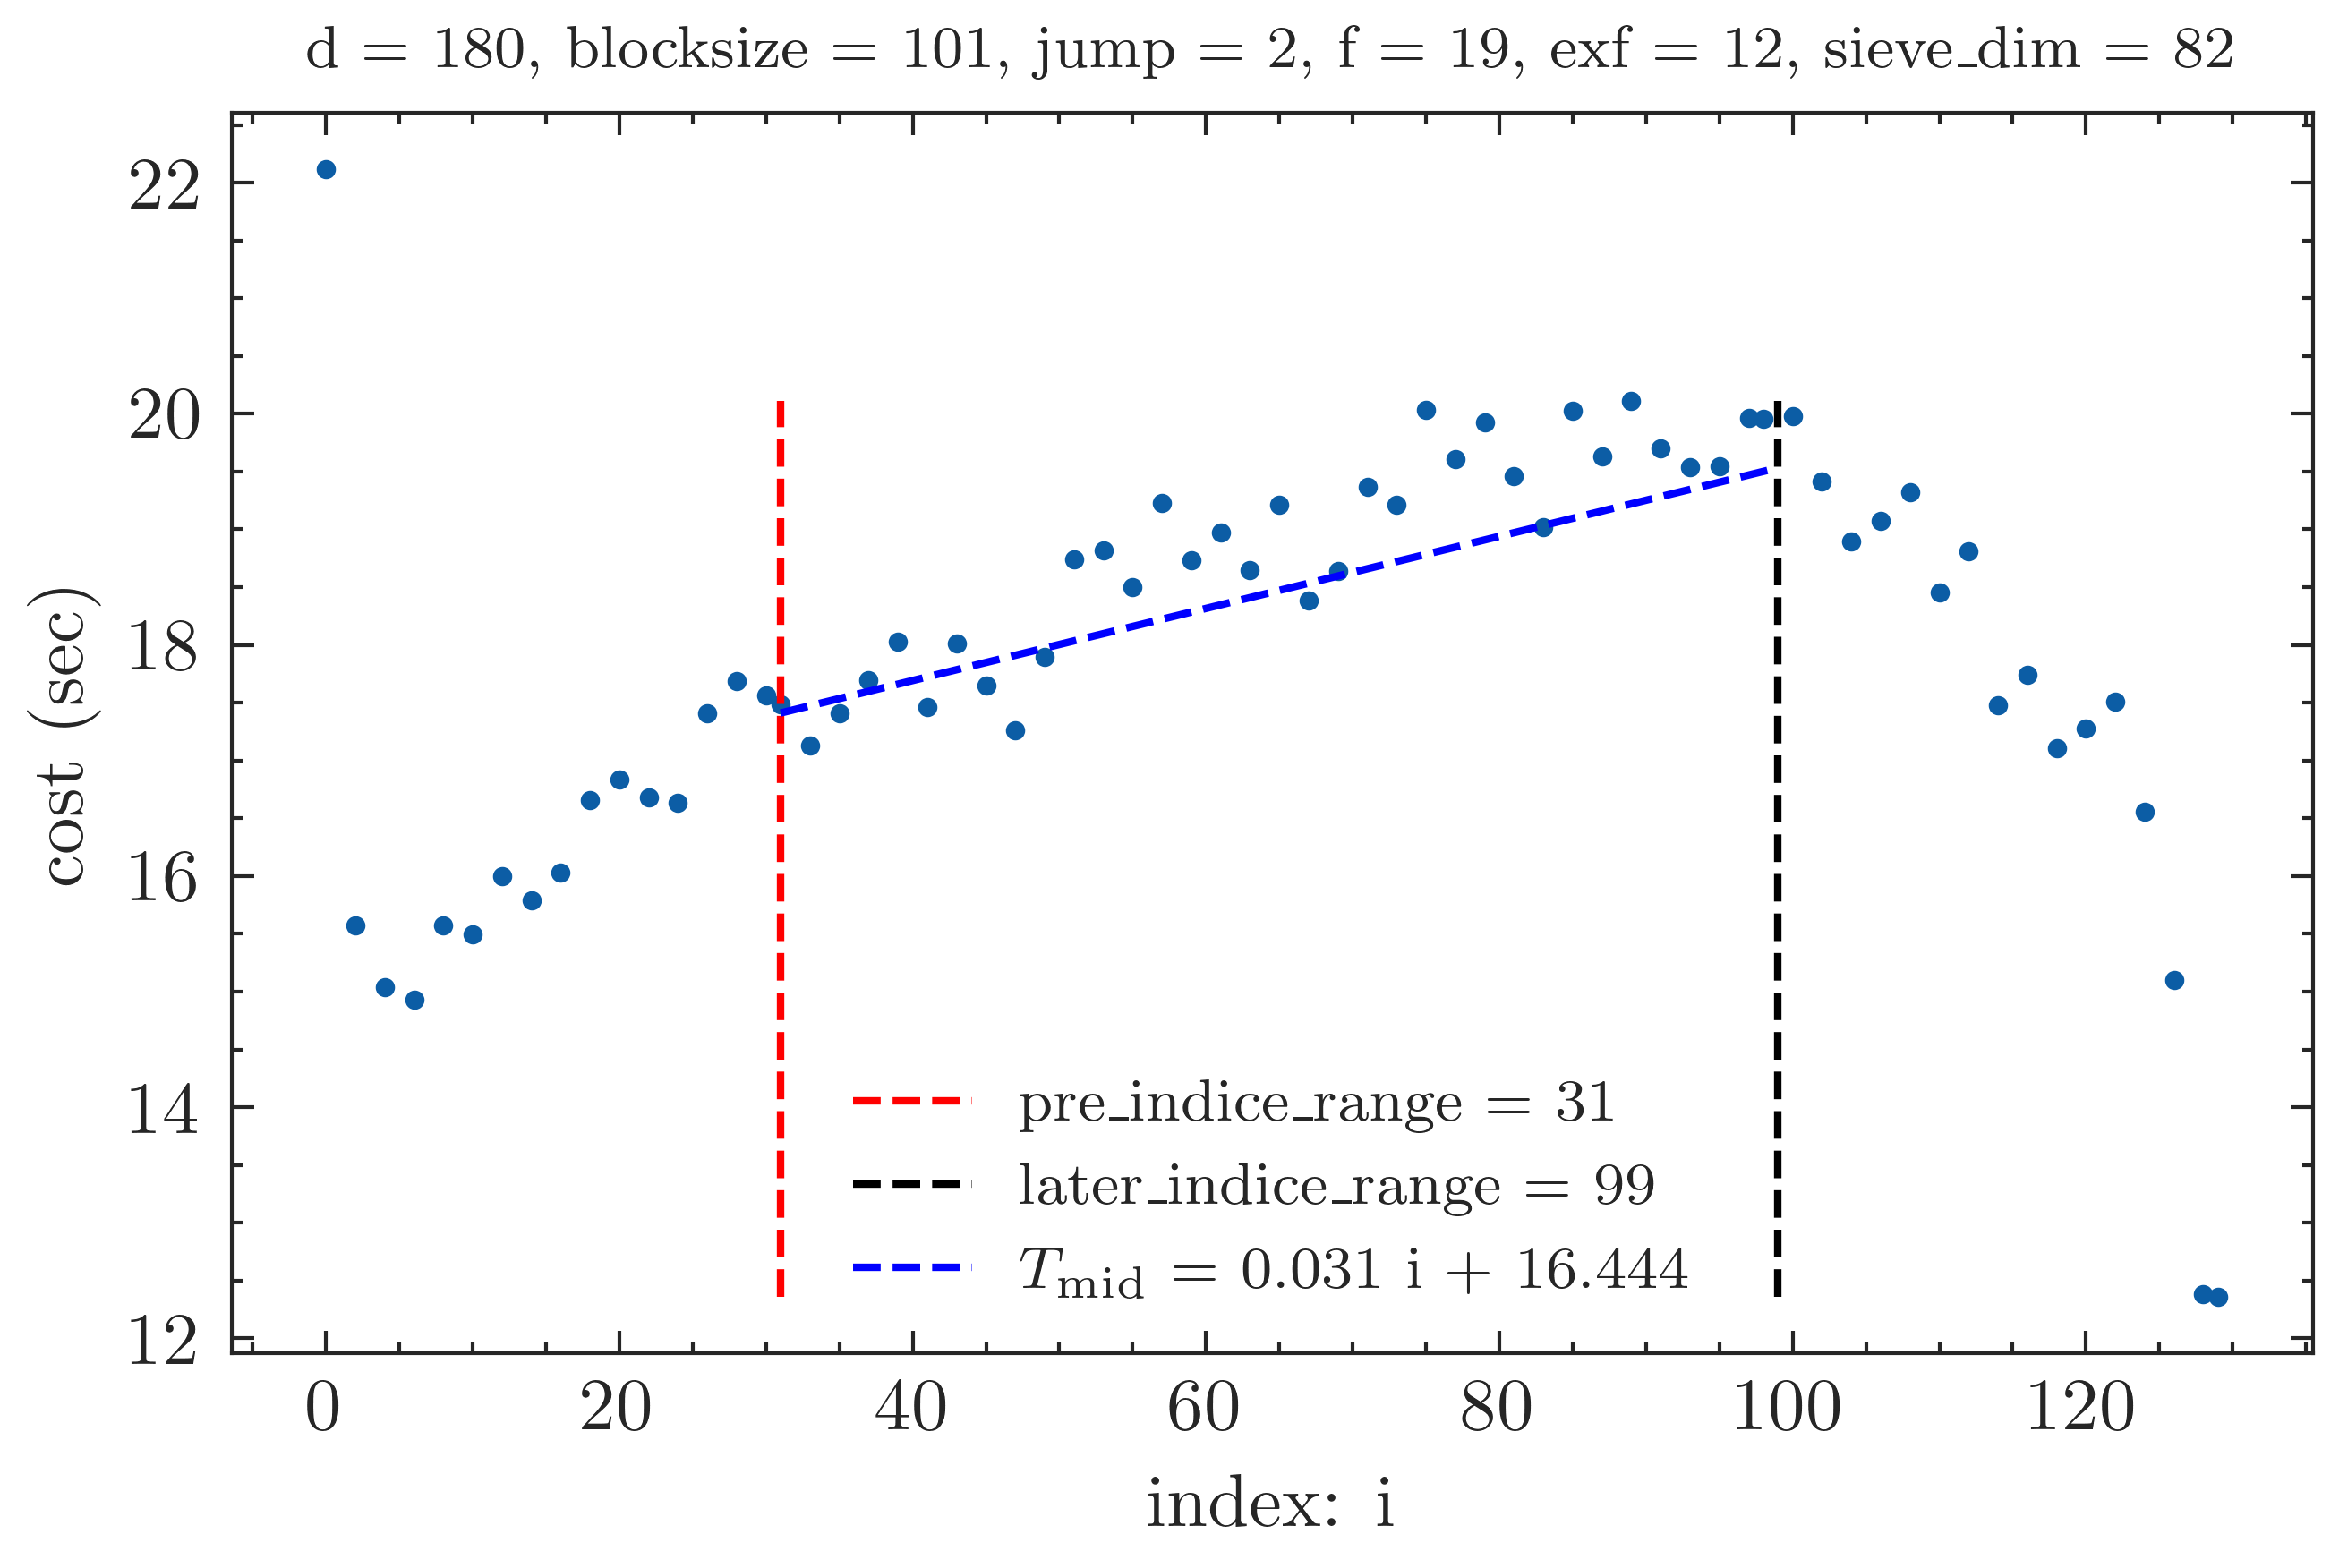 d = 180, blocksize = 101, jump = 2, f = 19, exf = 12, sieve_dim = 82
22
20
18
16
14
12
cost (sec)
pre_indice_range = 31
later_indice_range = 99
T_mid = 0.031 i + 16.444
0 20 40 60 80 100 120
index: i